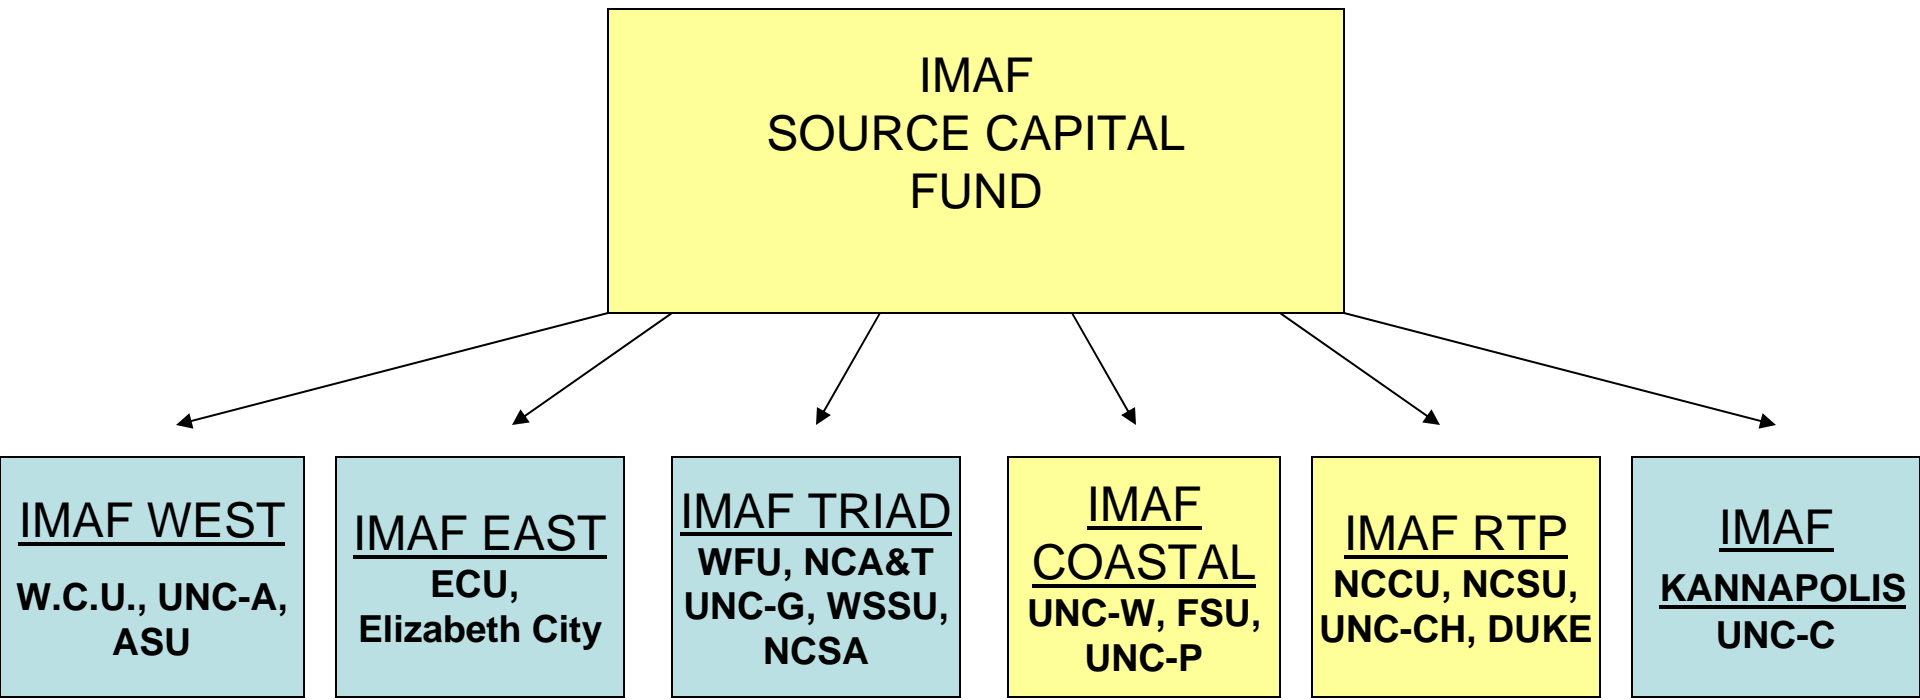 IMAF
SOURCE CAPITAL
FUND
IMAF WEST
W.C.U., UNC-A,
ASU
IMAF EAST
ECU,
Elizabeth City
IMAF TRIAD
WFU, NCA&T
UNC-G, WSSU,
NCSA
IMAF
COASTAL
UNC-W, FSU,
UNC-P
IMAF RTP
NCCU, NCSU,
UNC-CH, DUKE
IMAF
KANNAPOLIS
UNC-C